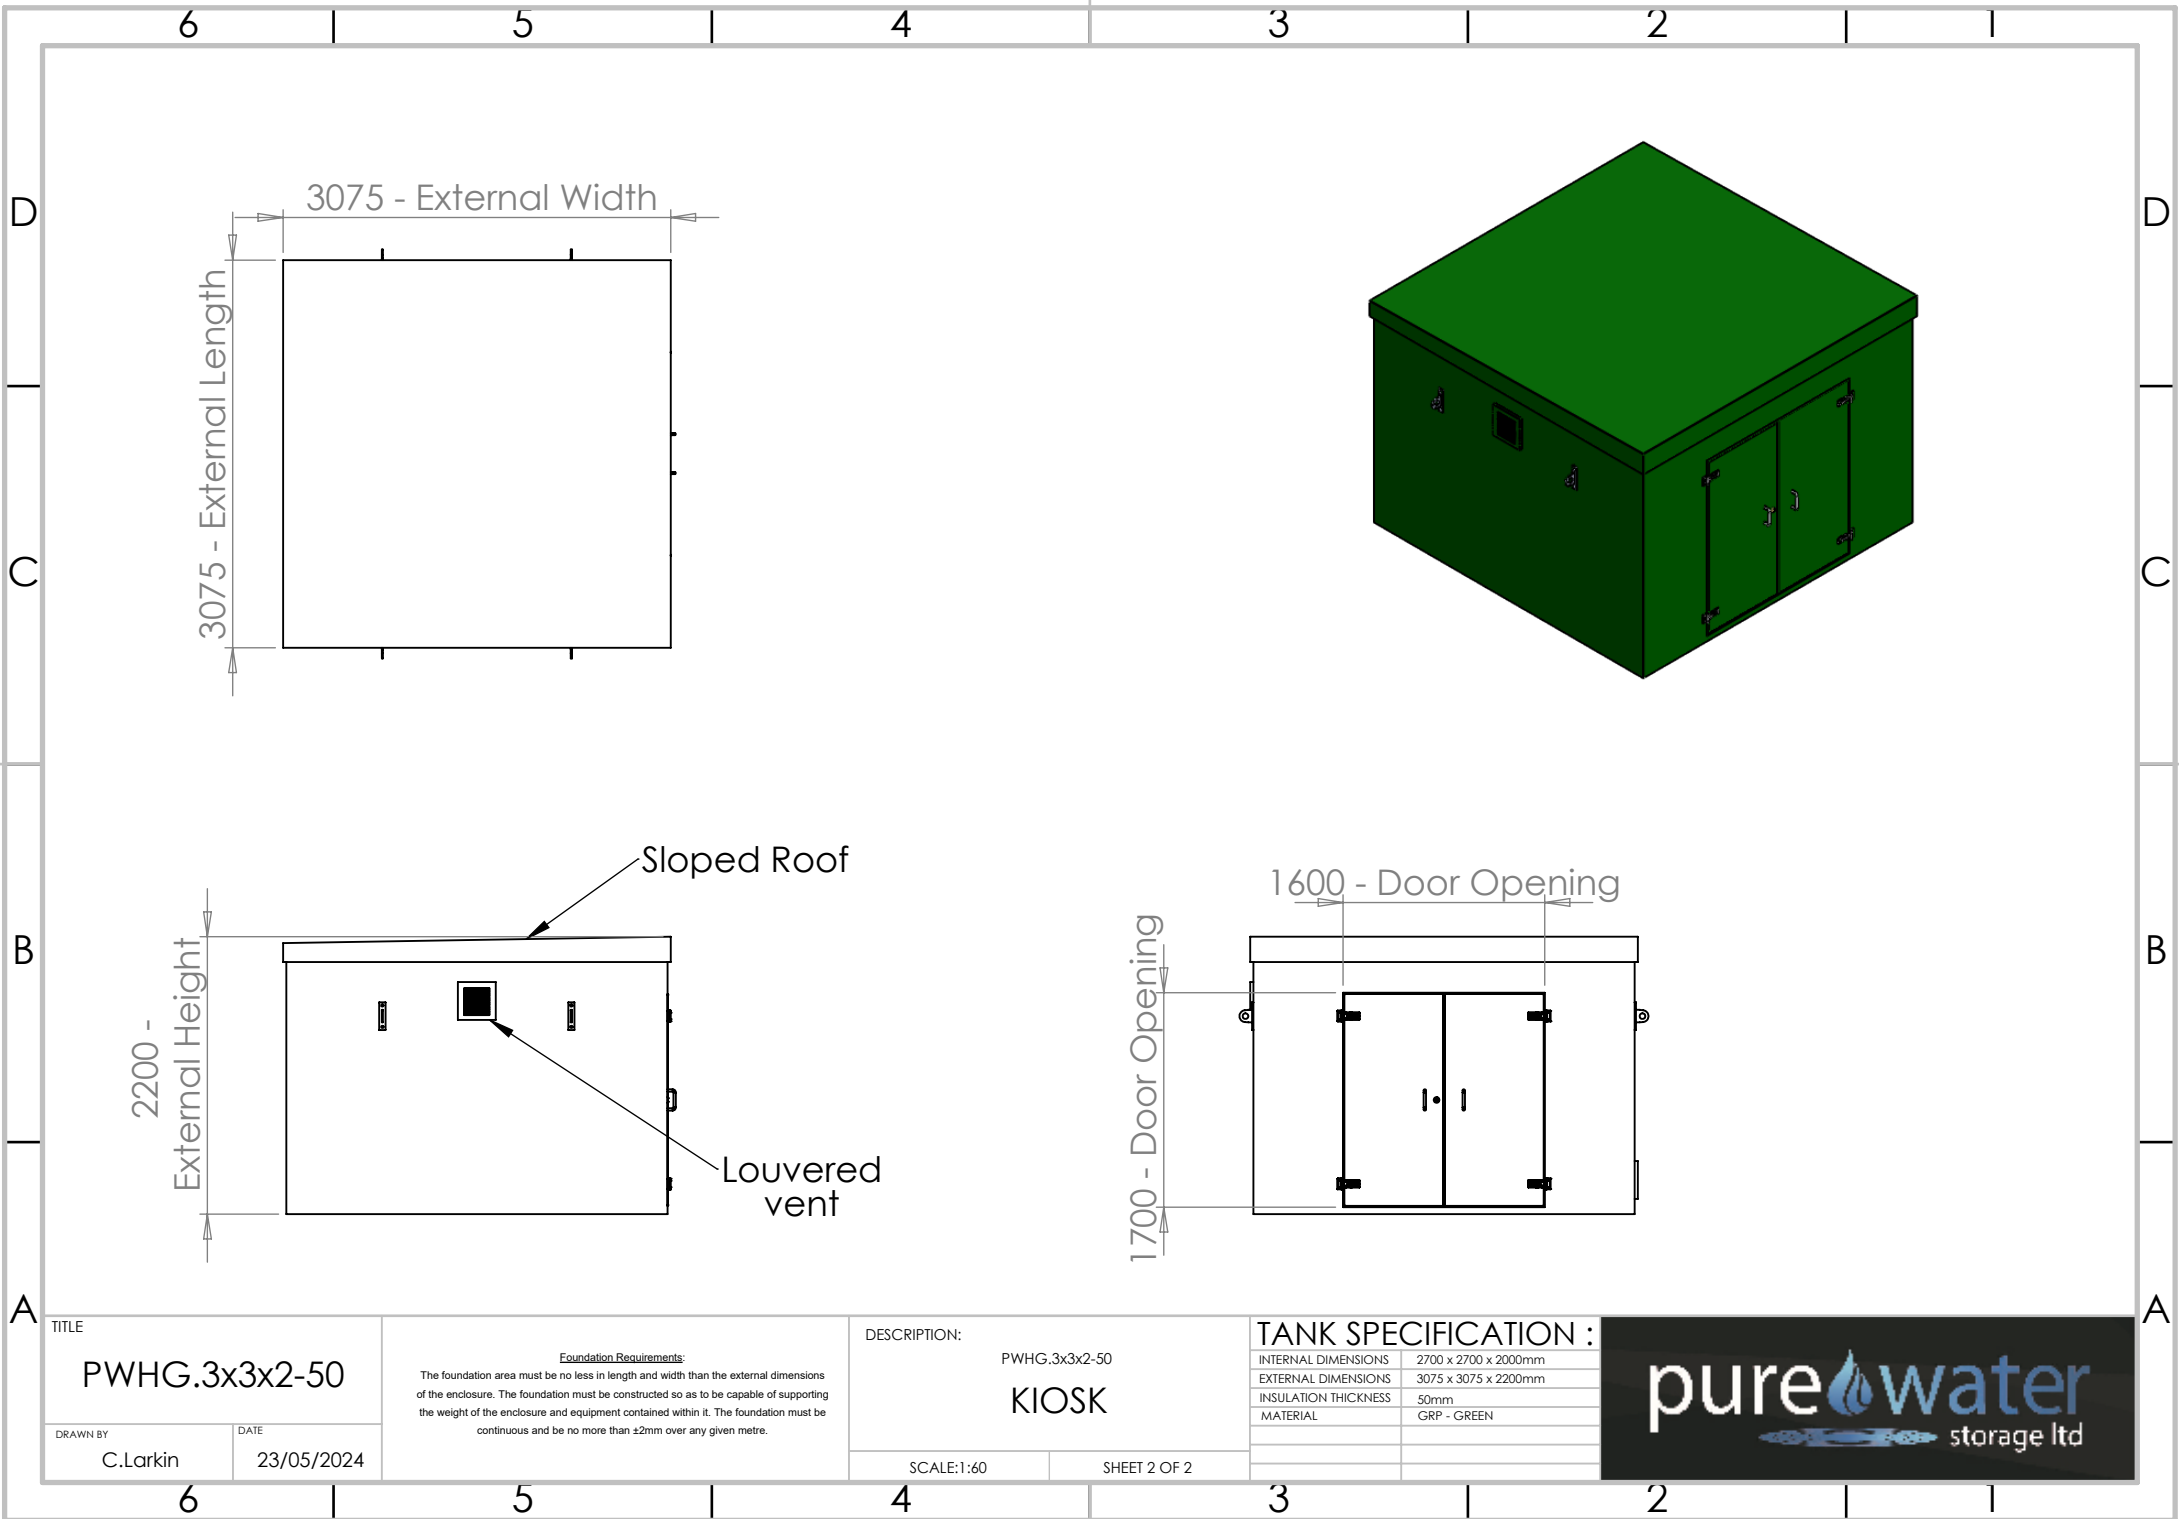 6 5 4 3 2
D D
3075 - External Width
3075 - External Length
C C
Sloped Roof
1600 - Door Opening
B B
2200 -
External Height
1700 - Door Opening
Louvered
vent
A A
TITLE
PWHG.3x3x2-50
DRAWN BY
C.Larkin
DATE
23/05/2024
Foundation Requirements:
The foundation area must be no less in length and width than the external dimensions
of the enclosure. The foundation must be constructed so as to be capable of supporting
the weight of the enclosure and equipment contained within it. The foundation must be
continuous and be no more than ±2mm over any given metre.
DESCRIPTION:
PWHG.3x3x2-50
KIOSK
SCALE:1:60
SHEET 2 OF 2
TANK SPECIFICATION :
INTERNAL DIMENSIONS 2700 x 2700 x 2000mm
EXTERNAL DIMENSIONS 3075 x 3075 x 2200mm
INSULATION THICKNESS 50mm
MATERIAL GRP - GREEN
pure water
storage ltd
6 5 4 3 2